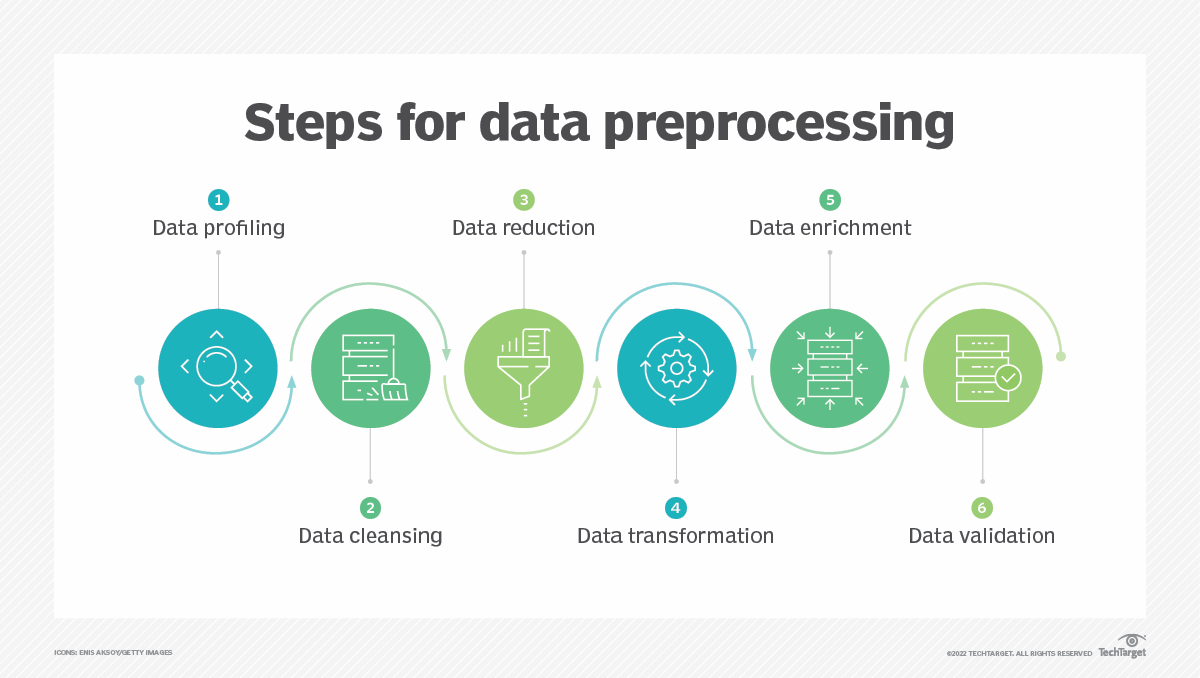 Steps for data preprocessing
1
Data profiling
2
Data cleansing
3
Data reduction
4
Data transformation
5
Data enrichment
6
Data validation
ICONS: ENIS AKSOY/GETTY IMAGES
©2022 TECHTARGET. ALL RIGHTS RESERVED
TechTarget